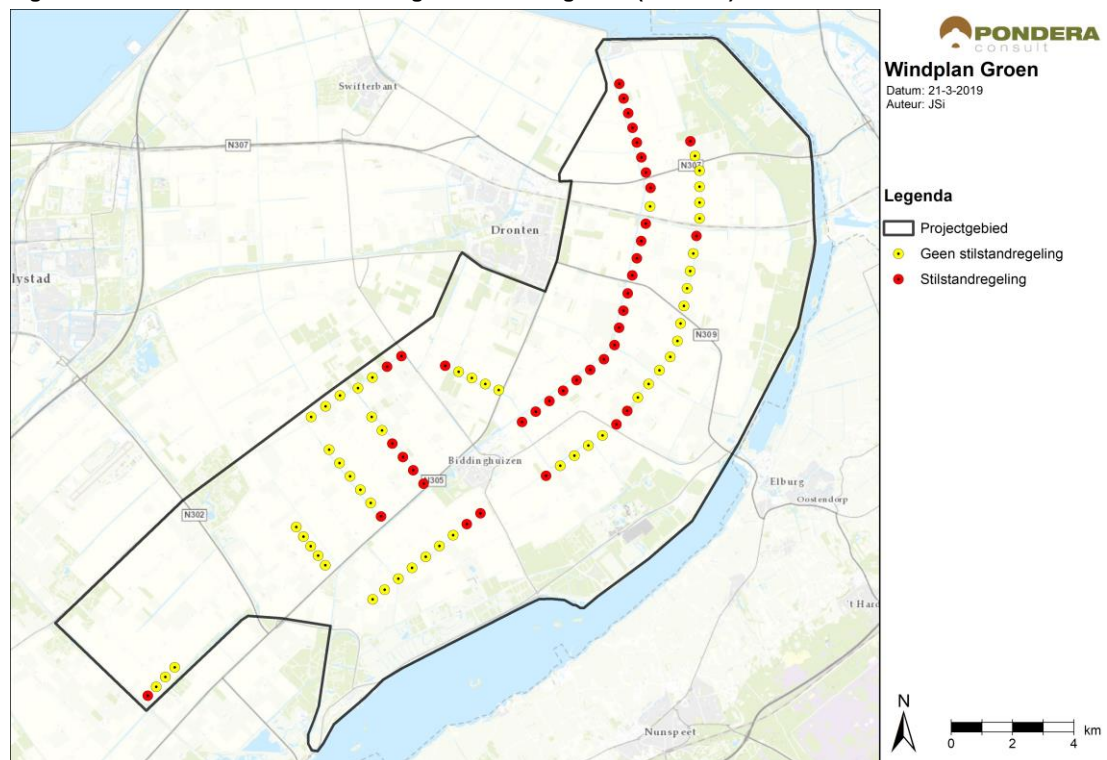 PONDERA
consult
Windplan Groen
Datum: 21-3-2019
Auteur: JSi
Legenda
Projectgebied
Geen stilstandregeling
Stilstandregeling
Swifterbant
N307
N307
Dronten
lystad
N309
Biddinghuizen
N305
Elburg
Oostendorp
N302
't Hard
Nunspeet
N
km
0 2 4